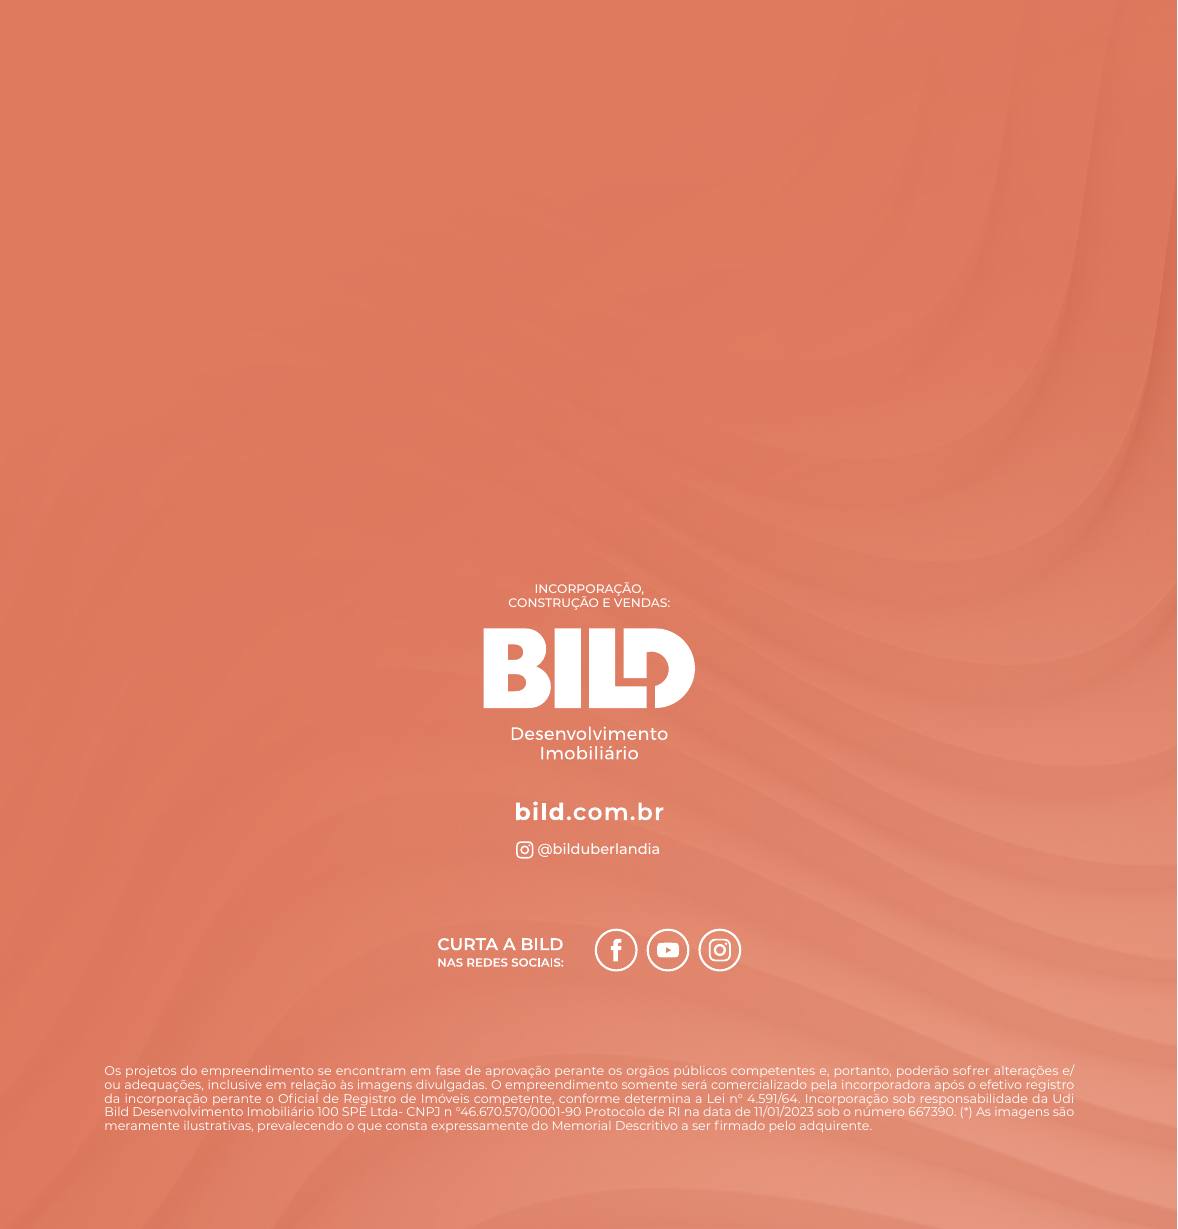 INCORPORAÇÃO,
CONSTRUÇÃO E VENDAS:
BILD
Desenvolvimento
Imobiliário
bild.com.br
@bilduberlandia
CURTA A BILD
NAS REDES SOCIAIS:
Os projetos do empreendimento se encontram em fase de aprovação perante os orgãos públicos competentes e, portanto, poderão sofrer alterações e/
ou adequações, inclusive em relação às imagens divulgadas. O empreendimento somente será comercializado pela incorporadora após o efetivo registro
da incorporação perante o Oficial de Registro de Imóveis competente, conforme determina a Lei n° 4.591/64. Incorporação sob responsabilidade da Udi
Bild Desenvolvimento Imobiliário 100 SPE Ltda- CNPJ n °46.670.570/0001-90 Protocolo de RI na data de 11/01/2023 sob o número 667390. (*) As imagens são
meramente ilustrativas, prevalecendo o que consta expressamente do Memorial Descritivo a ser firmado pelo adquirente.